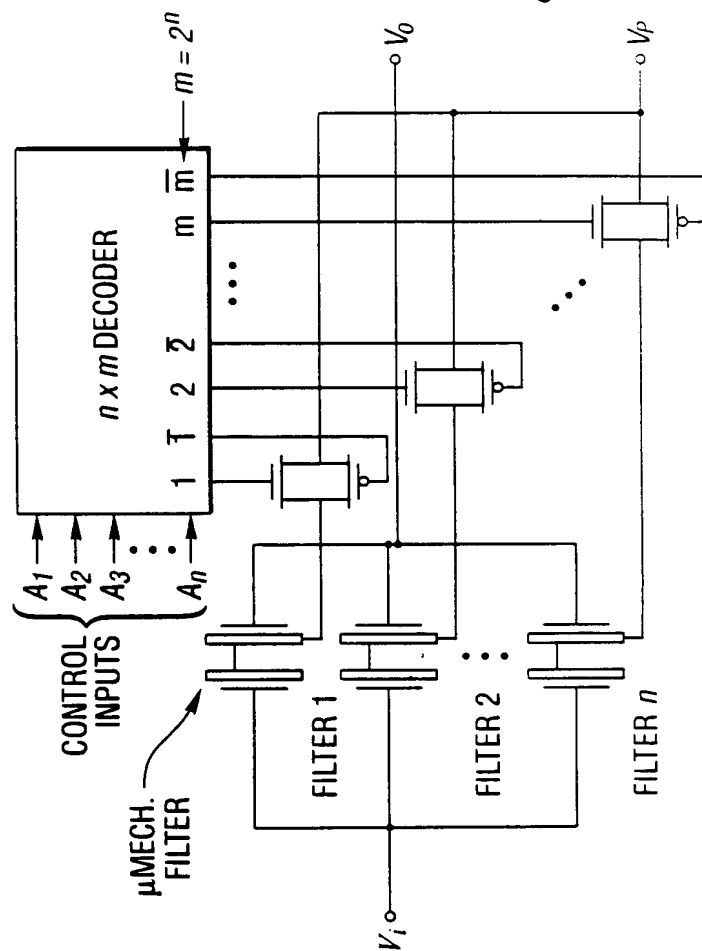 CONTROL
INPUTS
A1
A2
A3
An
n x m DECODER
m = 2ⁿ
1 1̅ 2 2̅ m m̅
μMECH.
FILTER
FILTER 1
FILTER 2
FILTER n
Vi
VO
VP